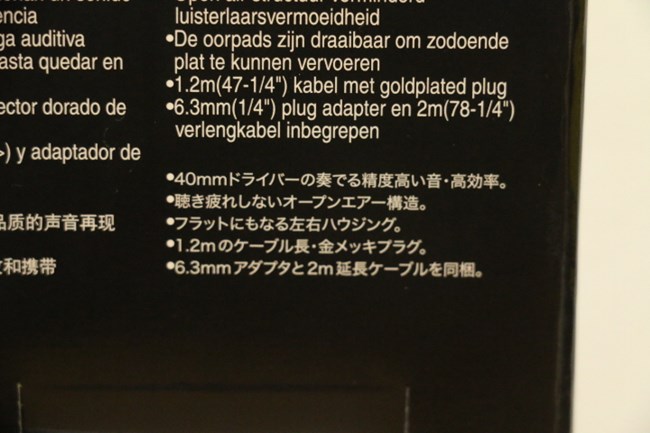 encia
ga auditiva
asta quedar en
ector dorado de
) y adaptador de
品质的声音再现
和携带
luisterlaarsvermoeidheid
•De oorpads zijn draaibaar om zodoende
plat te kunnen vervoeren
•1.2m(47-1/4") kabel met goldplated plug
•6.3mm(1/4") plug adapter en 2m(78-1/4")
verlengkabel inbegrepen
•40mmドライバーの奏でる精度高い音・高効率。
•聴き疲れしないオープンエアー構造。
•フラットにもなる左右ハウジング。
•1.2mのケーブル長・金メッキプラグ。
•6.3mmアダプタと2m延長ケーブルを同梱。